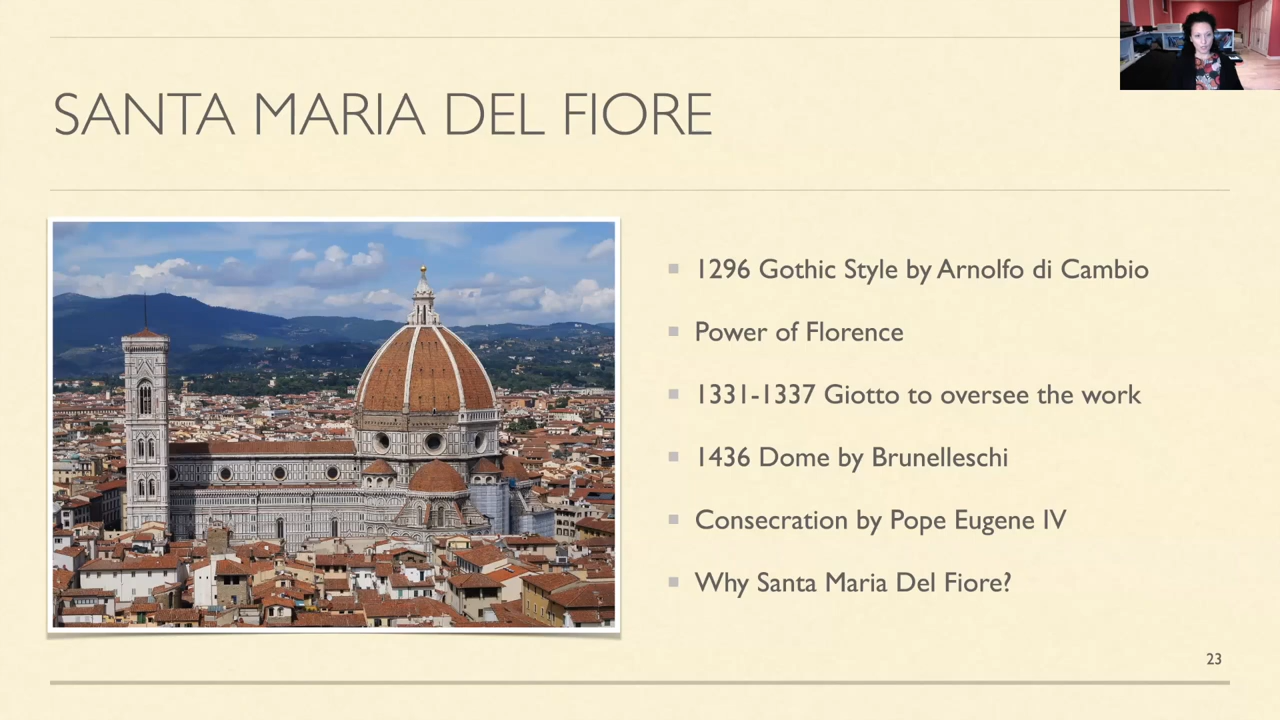 SANTA MARIA DEL FIORE
1296 Gothic Style by Arnolfo di Cambio
Power of Florence
1331-1337 Giotto to oversee the work
1436 Dome by Brunelleschi
Consecration by Pope Eugene IV
Why Santa Maria Del Fiore?
23